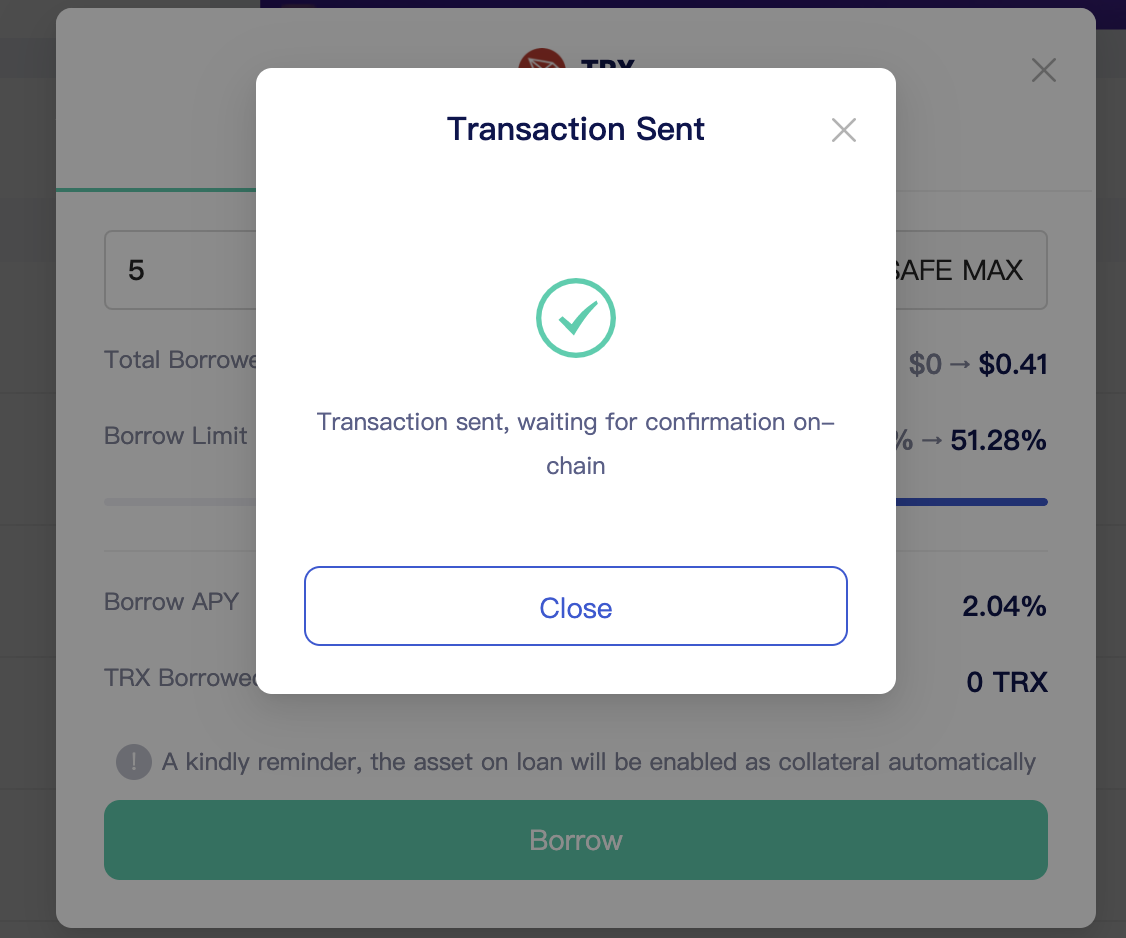 TRX
Transaction Sent
5
SAFE MAX
Total Borrowed
$0 → $0.41
Transaction sent, waiting for confirmation on-
chain
Borrow Limit
% → 51.28%
Close
Borrow APY
2.04%
TRX Borrowed
0 TRX
! A kindly reminder, the asset on loan will be enabled as collateral automatically
Borrow